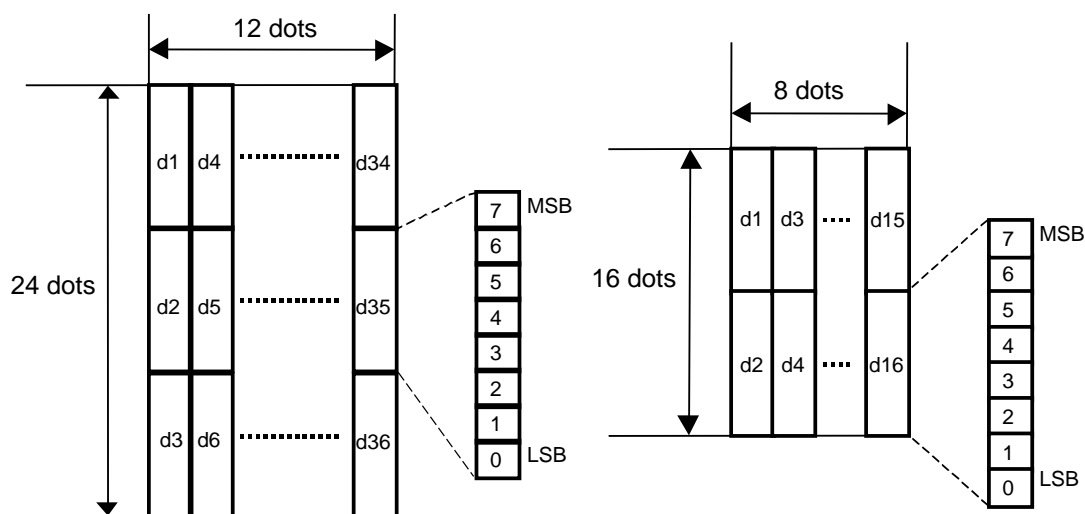 12 dots
24 dots
d1 d4 d34
d2 d5 d35
d3 d6 d36
7 MSB
6
5
4
3
2
1
0 LSB
8 dots
16 dots
d1 d3 d15
d2 d4 d16
7 MSB
6
5
4
3
2
1
0 LSB